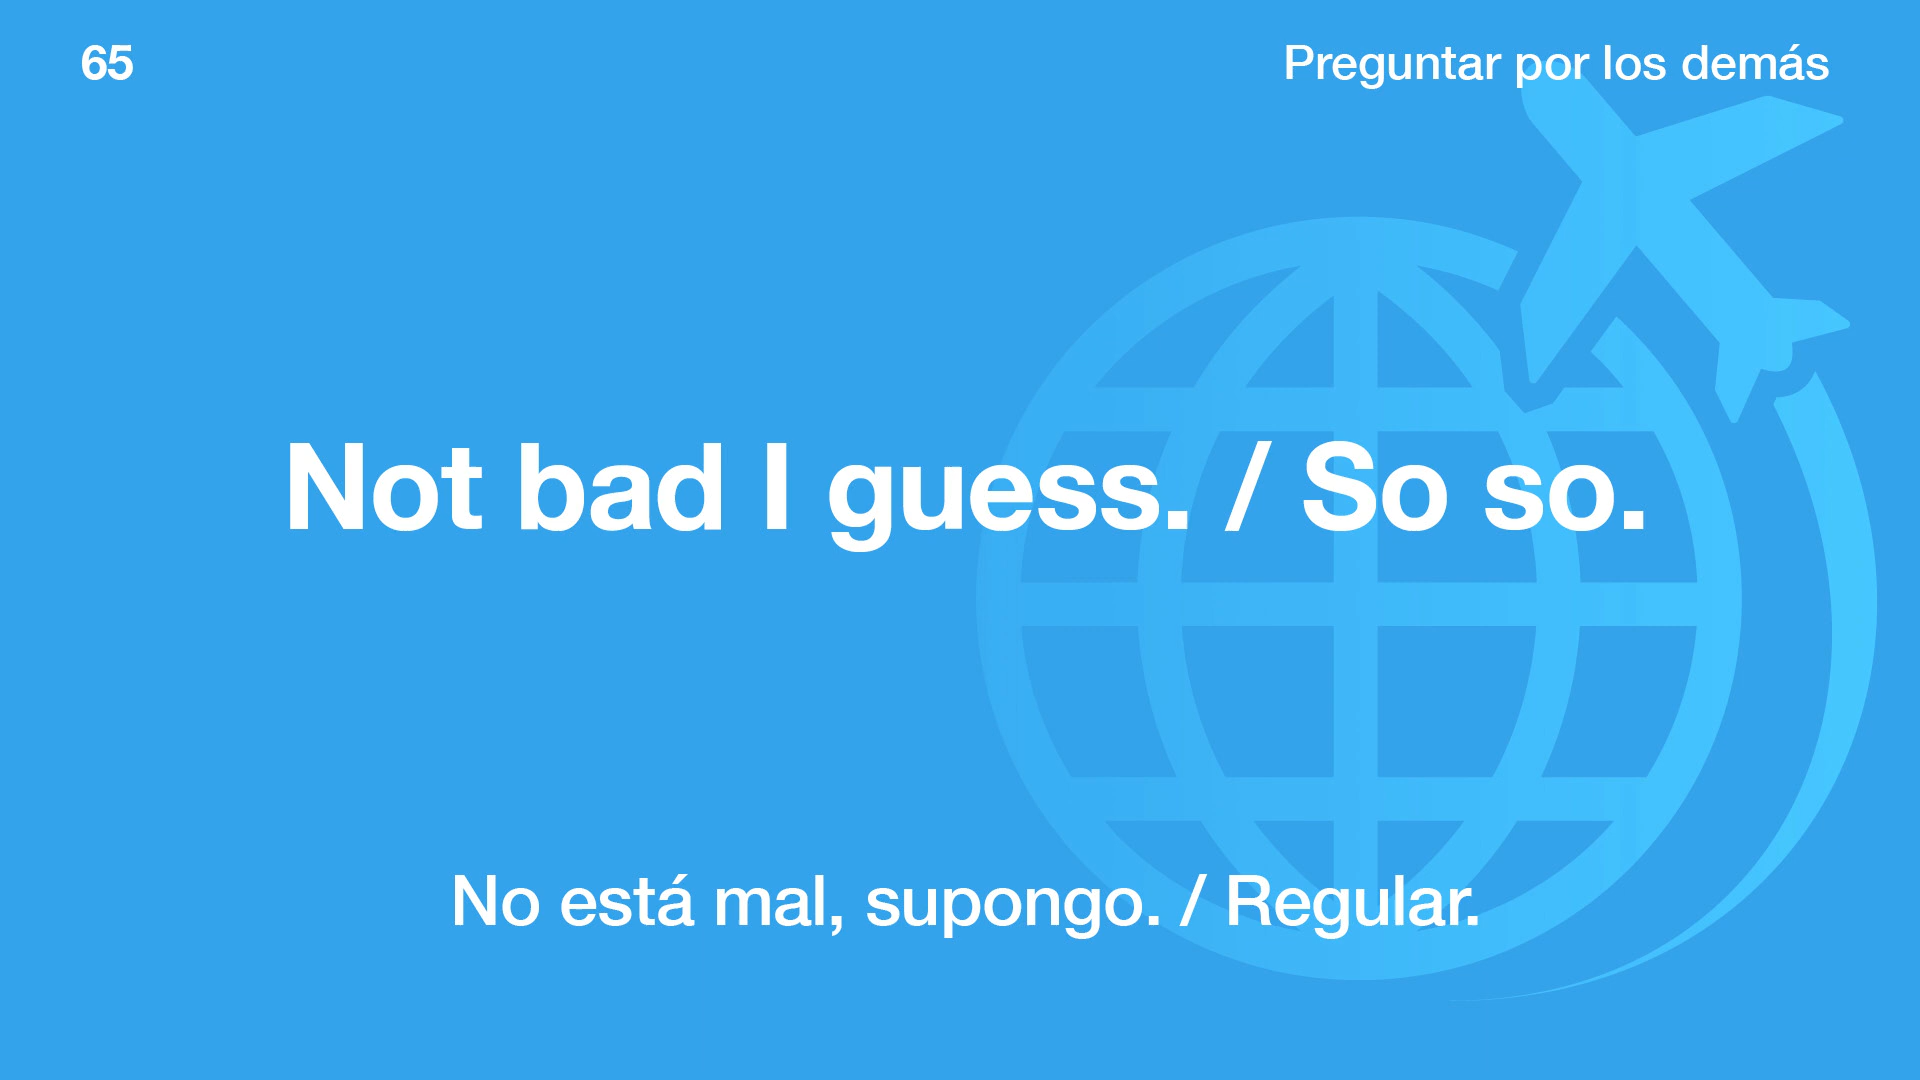 65
Preguntar por los demás
Not bad I guess. / So so.
No está mal, supongo. / Regular.